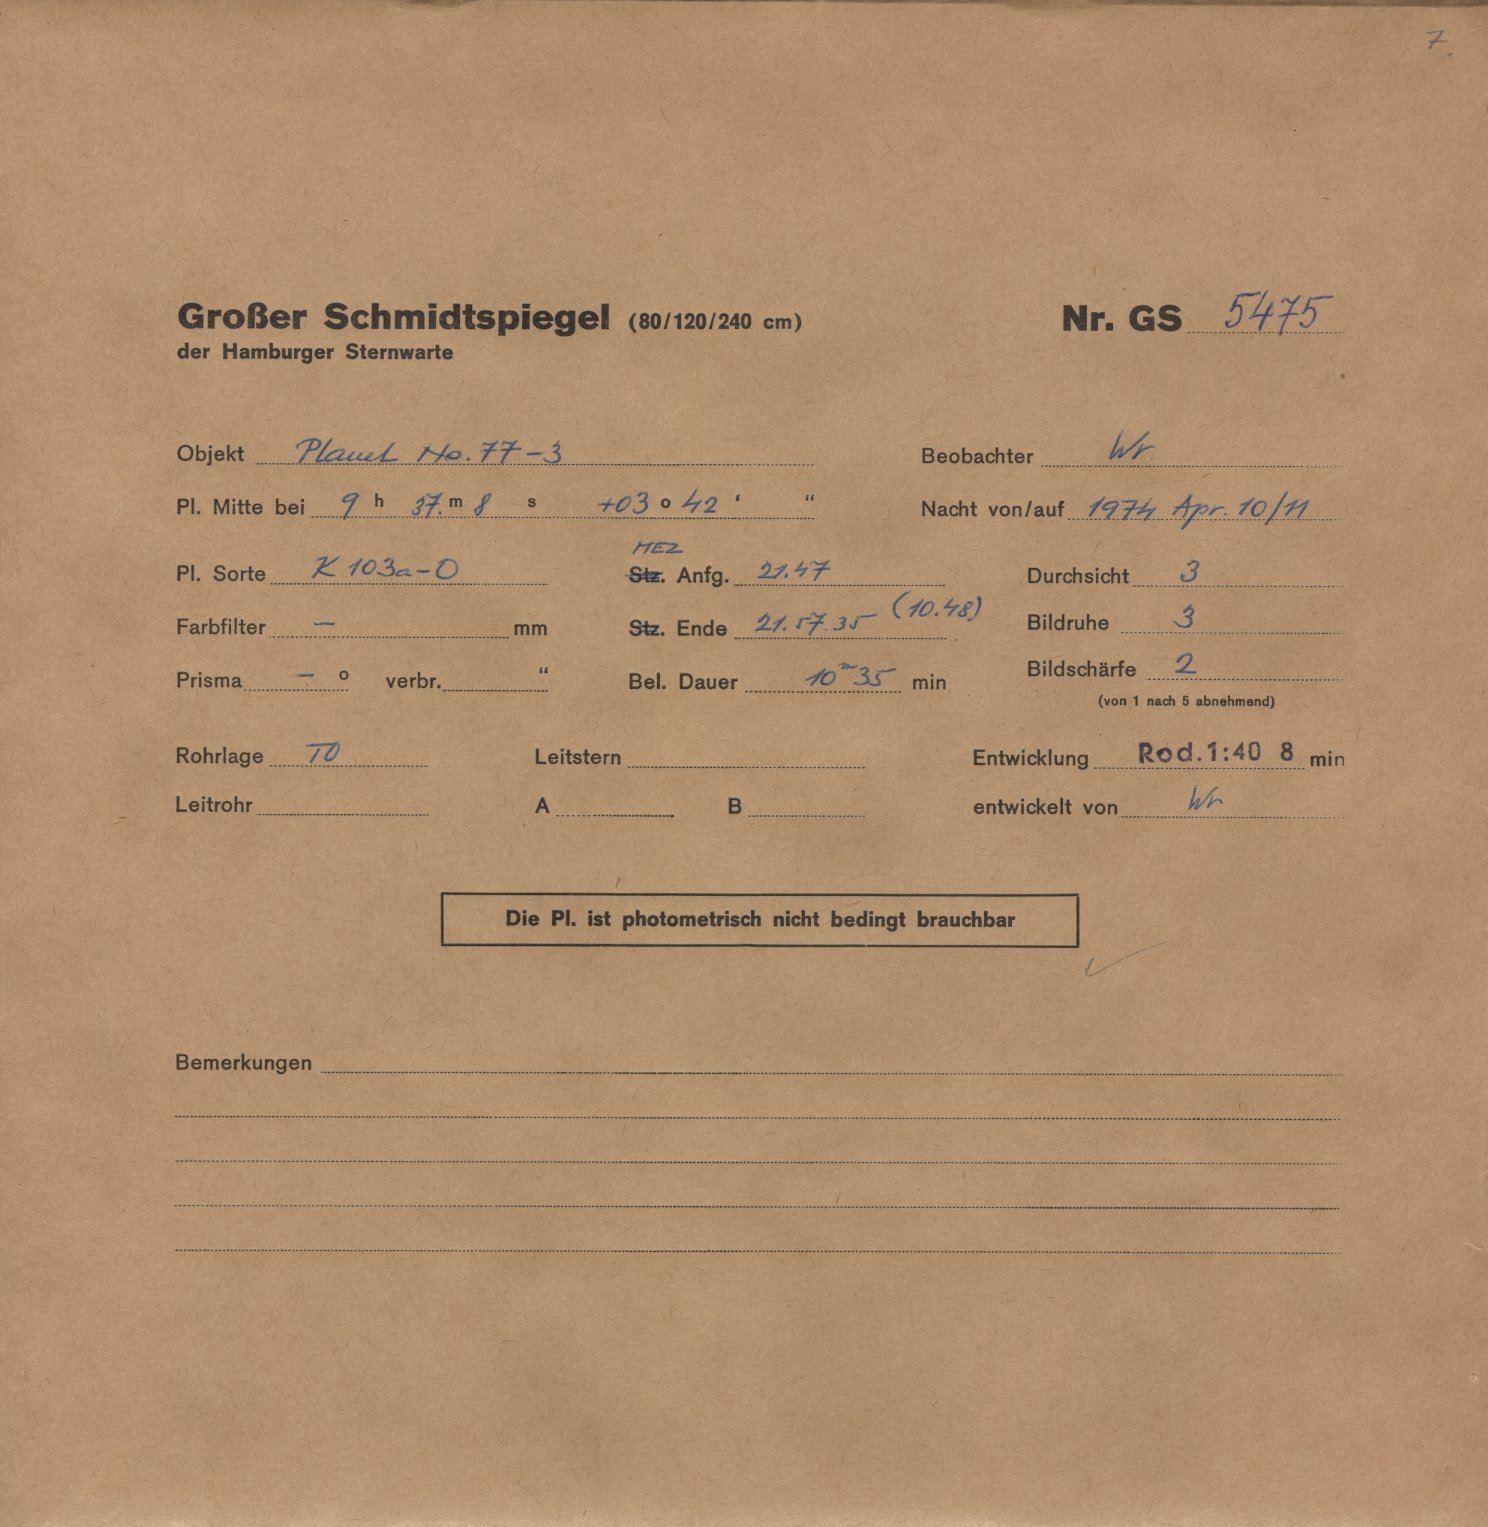 7.
Großer Schmidtspiegel (80/120/240 cm) Nr. GS 5475
der Hamburger Sternwarte
Objekt Planet No. 77-3 Beobachter Wr.
Pl. Mitte bei 9 h 37. m 8 s +03 o 42 ‘ “ Nacht von/auf 1974 Apr. 10/11
MEZ
Pl. Sorte K 103a-O Stz. Anfg. 21.47 Durchsicht 3
Farbfilter — mm Stz. Ende 21.57.35 (10.48) Bildruhe 3
Prisma — o verbr. “ Bel. Dauer 10m35 min Bildschärfe 2
(von 1 nach 5 abnehmend)
Rohrlage TO Leitstern Entwicklung Rod.1:40 8 min
Leitrohr A B entwickelt von Wr
Die Pl. ist photometrisch nicht bedingt brauchbar
Bemerkungen